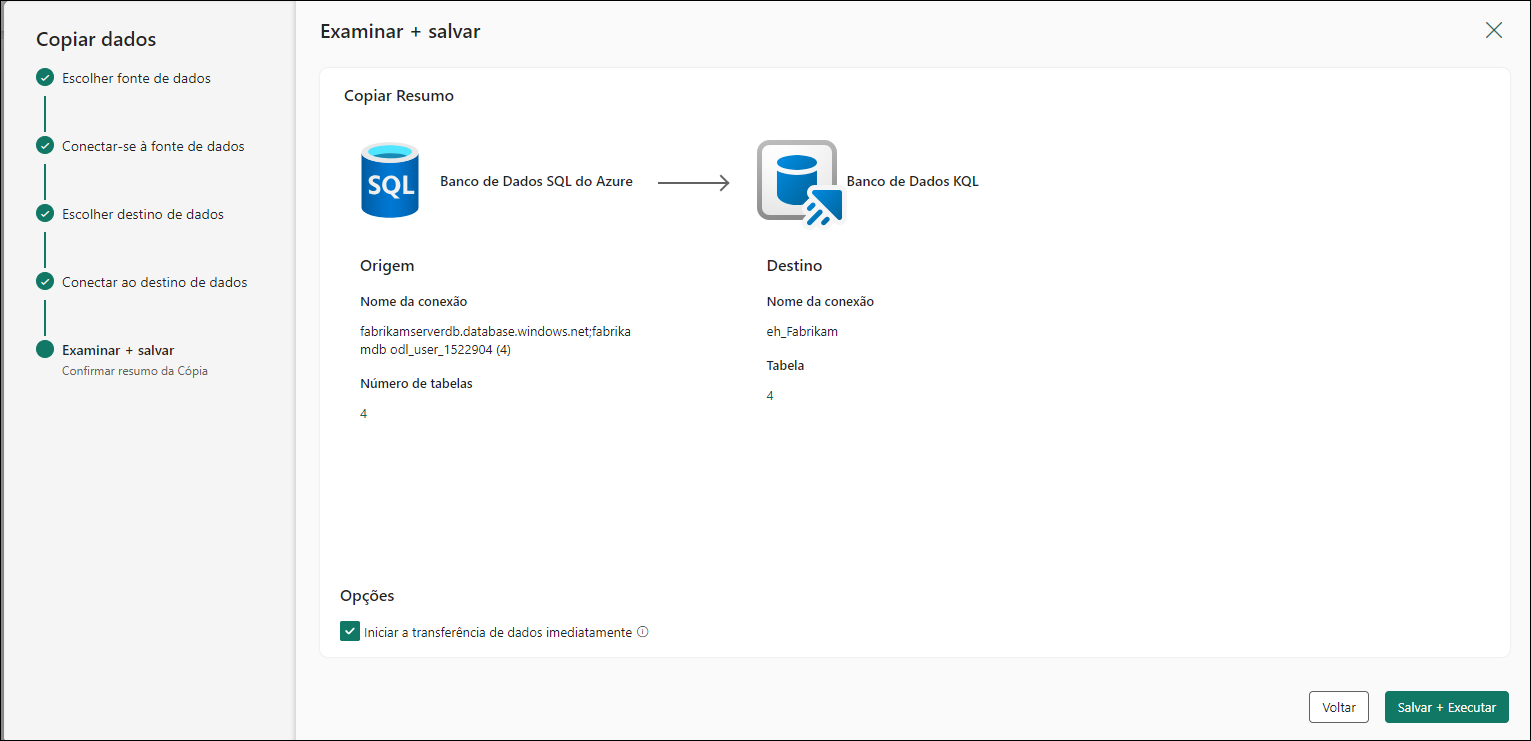 Copiar dados
Escolher fonte de dados
Conectar-se à fonte de dados
Escolher destino de dados
Conectar ao destino de dados
Examinar + salvar
Confirmar resumo da Cópia
Examinar + salvar
Copiar Resumo
SQL
Banco de Dados SQL do Azure
Banco de Dados KQL
Origem
Nome da conexão
fabrikamserverdb.database.windows.net;fabrika
mdb odl_user_1522904 (4)
Número de tabelas
4
Destino
Nome da conexão
eh_Fabrikam
Tabela
4
Opções
Iniciar a transferência de dados imediatamente
Voltar
Salvar + Executar